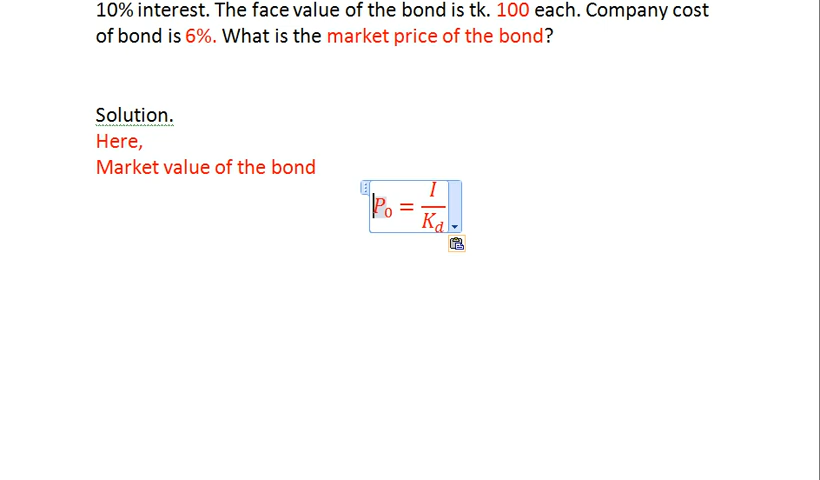 10% interest. The face value of the bond is tk. 100 each. Company cost
of bond is 6%. What is the market price of the bond?
Solution.
Here,
Market value of the bond
P₀ = I / K_d